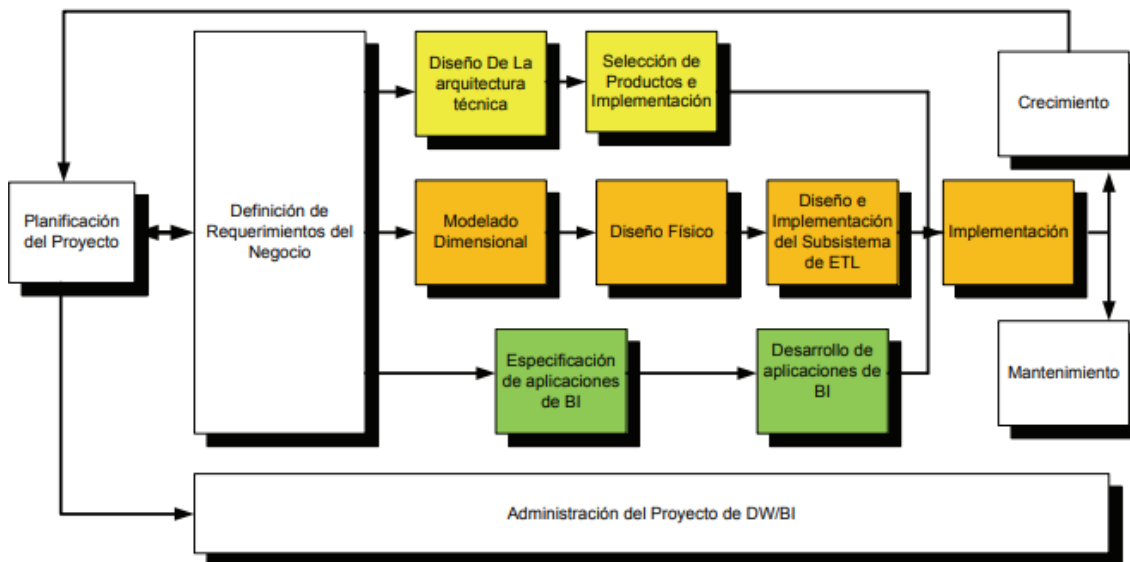 Planificación
del Proyecto
Definición de
Requerimientos del
Negocio
Diseño De La
arquitectura
técnica
Selección de
Productos e
Implementación
Modelado
Dimensional
Diseño Físico
Diseño e
Implementación
del Subsistema
de ETL
Implementación
Especificación
de aplicaciones
de BI
Desarrollo de
aplicaciones de
BI
Crecimiento
Mantenimiento
Administración del Proyecto de DW/BI